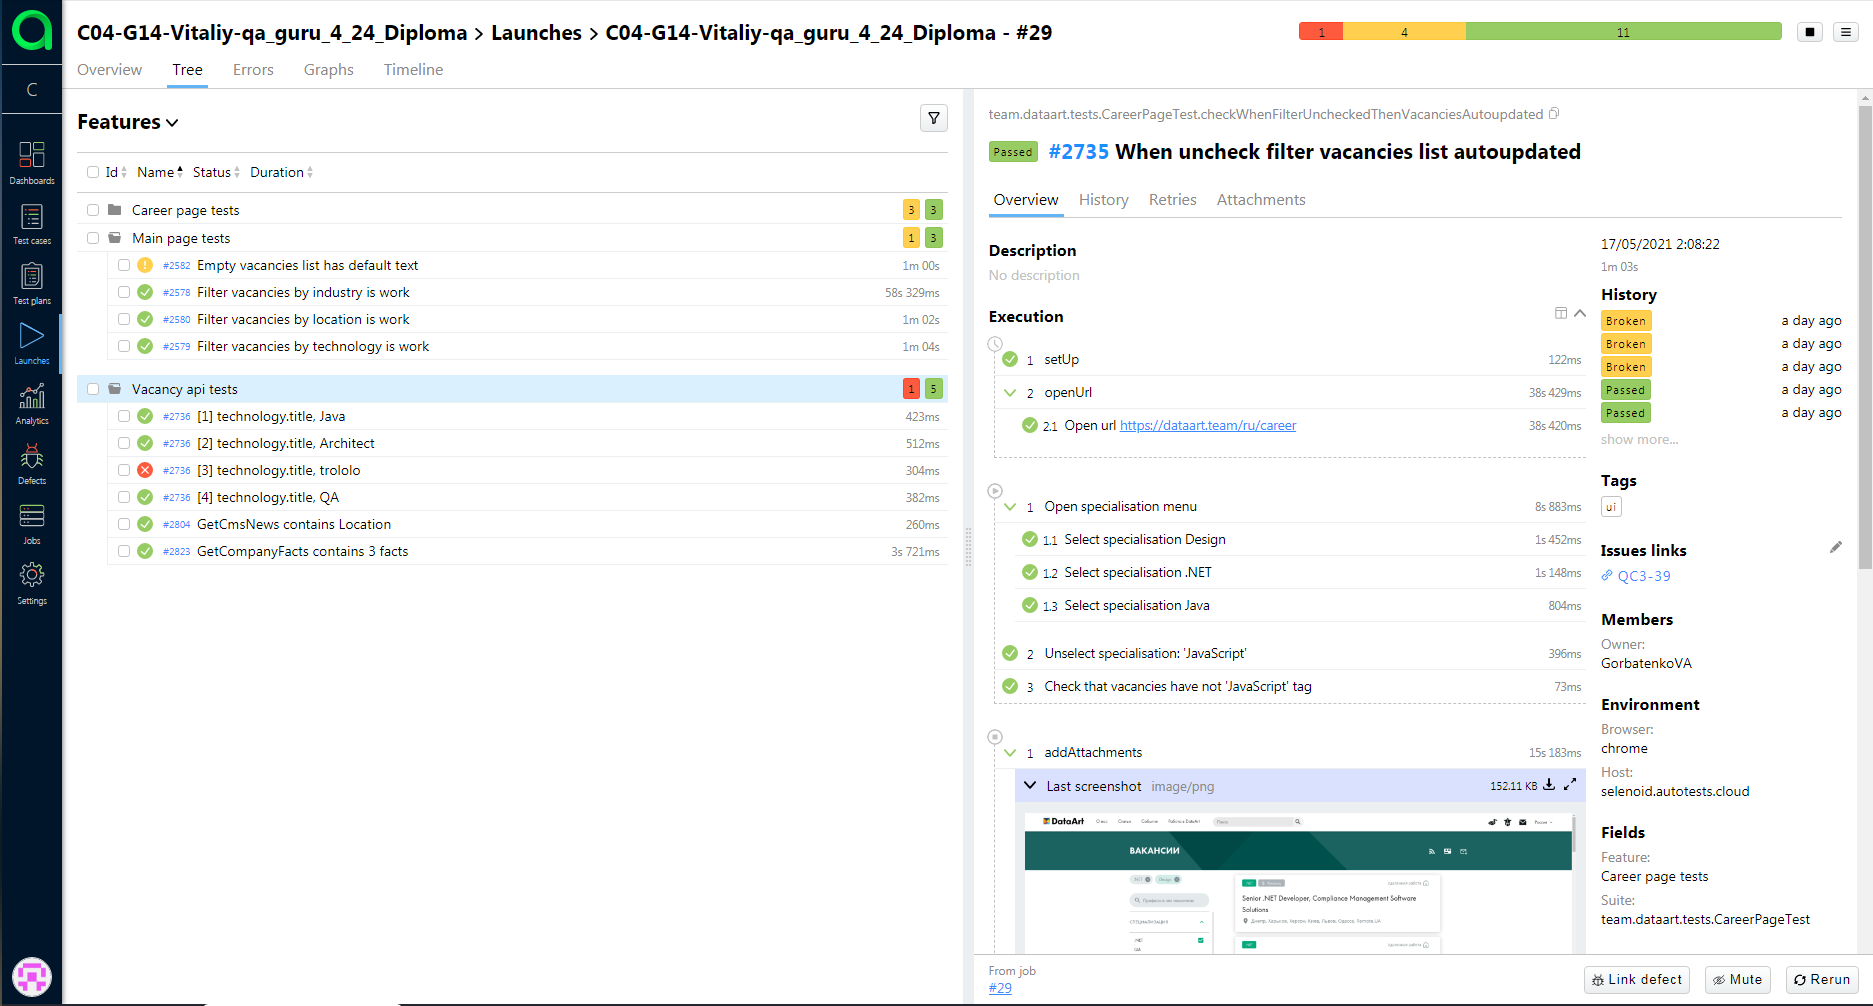 C04-G14-Vitaliy-qa_guru_4_24_Diploma > Launches > C04-G14-Vitaliy-qa_guru_4_24_Diploma - #29
1 4 11
C
Overview Tree Errors Graphs Timeline
Dashboards
Test cases
Test plans
Launches
Analytics
Defects
Jobs
Settings
Features
Id Name Status Duration
Career page tests 3 3
Main page tests 1 3
#2582 Empty vacancies list has default text 1m 00s
#2578 Filter vacancies by industry is work 58s 329ms
#2580 Filter vacancies by location is work 1m 02s
#2579 Filter vacancies by technology is work 1m 04s
Vacancy api tests 1 5
#2736 [1] technology.title, Java 423ms
#2736 [2] technology.title, Architect 512ms
#2736 [3] technology.title, trololo 304ms
#2736 [4] technology.title, QA 382ms
#2804 GetCmsNews contains Location 260ms
#2823 GetCompanyFacts contains 3 facts 3s 721ms
team.dataart.tests.CareerPageTest.checkWhenFilterUncheckedThenVacanciesAutoupdated
Passed #2735 When uncheck filter vacancies list autoupdated
Overview History Retries Attachments
Description
No description
Execution
1 setUp 122ms
2 openUrl 38s 429ms
2.1 Open url https://dataart.team/ru/career 38s 420ms
1 Open specialisation menu 8s 883ms
1.1 Select specialisation Design 1s 452ms
1.2 Select specialisation .NET 1s 148ms
1.3 Select specialisation Java 804ms
2 Unselect specialisation: 'JavaScript' 396ms
3 Check that vacancies have not 'JavaScript' tag 73ms
1 addAttachments 15s 183ms
Last screenshot image/png 152.11 KB
DataArt О нас Статьи События Работа в DataArt Поиск Россия
ВАКАНСИИ
.NET Design
Senior .NET Developer, Compliance Management Software
Solutions
СПЕЦИАЛИЗАЦИЯ
.NET
QA
17/05/2021 2:08:22
1m 03s
History
Broken a day ago
Broken a day ago
Broken a day ago
Passed a day ago
Passed a day ago
show more...
Tags
ui
Issues links
QC3-39
Members
Owner:
GorbatenkoVA
Environment
Browser:
chrome
Host:
selenoid.autotests.cloud
Fields
Feature:
Career page tests
Suite:
team.dataart.tests.CareerPageTest
From job
#29
Link defect Mute Rerun